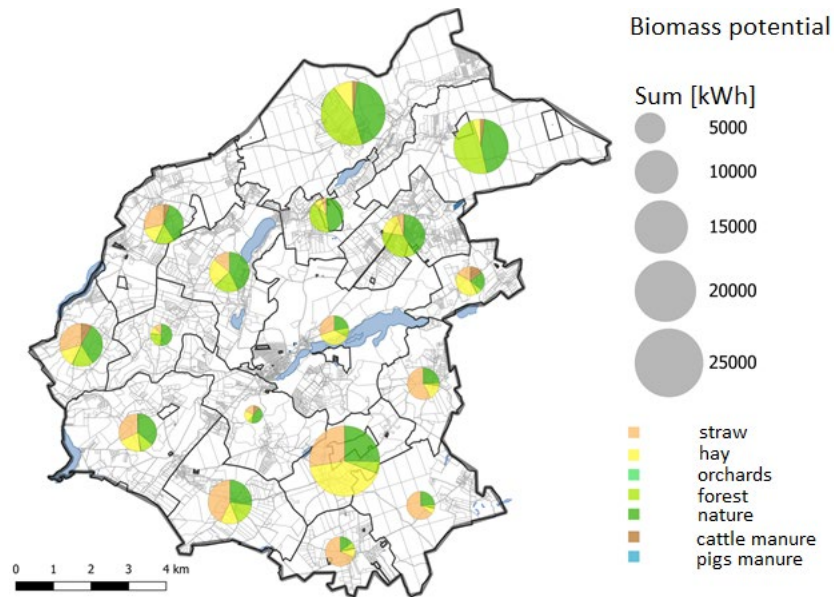 Biomass potential
Sum [kWh]
5000
10000
15000
20000
25000
straw
hay
orchards
forest
nature
cattle manure
pigs manure
0 1 2 3 4 km